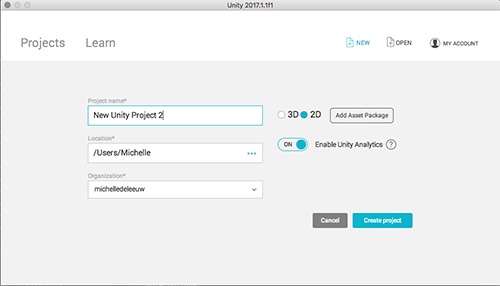 Unity 2017.1.1f1
Projects Learn NEW OPEN MY ACCOUNT
Project name*
New Unity Project 2
3D 2D Add Asset Package
Location*
/Users/Michelle
ON Enable Unity Analytics ?
Organization*
michelledeleeuw
Cancel Create project